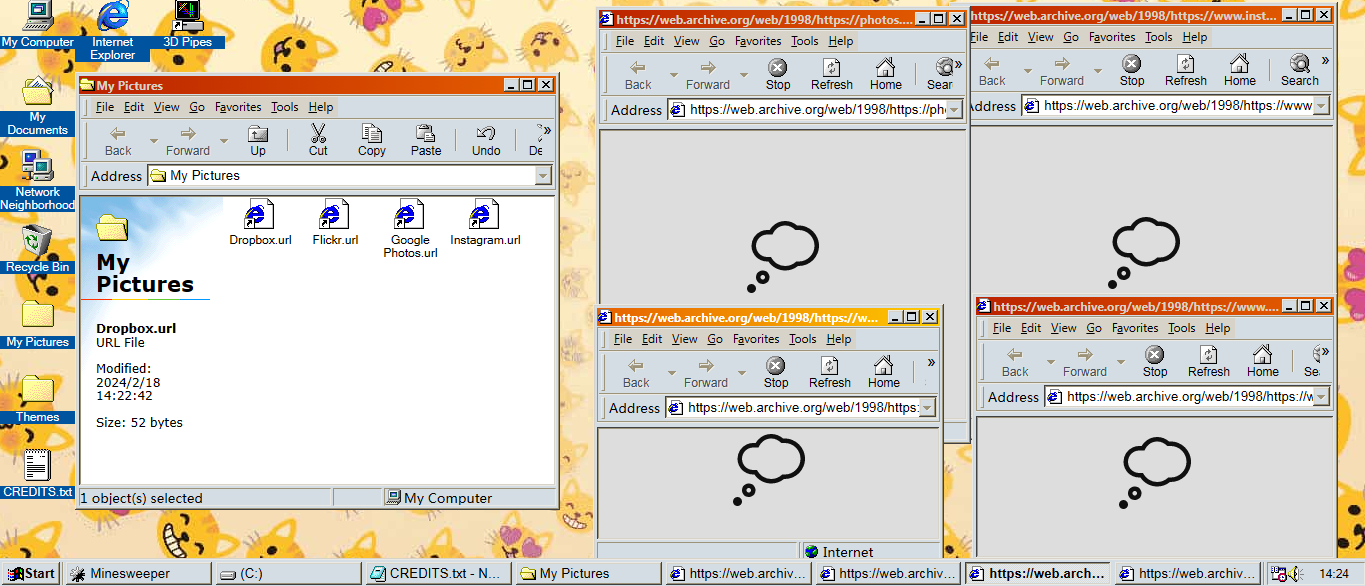 My Computer
Internet
Explorer
3D Pipes
My
Documents
Network
Neighborhood
Recycle Bin
My Pictures
Themes
CREDITS.txt
My Pictures
File Edit View Go Favorites Tools Help
Back Forward Up Cut Copy Paste Undo De
Address My Pictures
My
Pictures
Dropbox.url
URL File
Modified:
2024/2/18
14:22:42
Size: 52 bytes
Dropbox.url Flickr.url Google
Photos.url Instagram.url
1 object(s) selected My Computer
https://web.archive.org/web/1998/https://photos....
File Edit View Go Favorites Tools Help
Back Forward Stop Refresh Home Sear
Address https://web.archive.org/web/1998/https://pho
https://web.archive.org/web/1998/https://www.inst...
File Edit View Go Favorites Tools Help
Back Forward Stop Refresh Home Search
Address https://web.archive.org/web/1998/https://www
https://web.archive.org/web/1998/https://w...
File Edit View Go Favorites Tools Help
Back Forward Stop Refresh Home
Address https://web.archive.org/web/1998/https:
Internet
https://web.archive.org/web/1998/https://www....
File Edit View Go Favorites Tools Help
Back Forward Stop Refresh Home Se
Address https://web.archive.org/web/1998/https://w
Start Minesweeper (C:) CREDITS.txt - N... My Pictures https://web.archiv... https://web.archiv... https://web.arch... https://web.archiv... 14:24